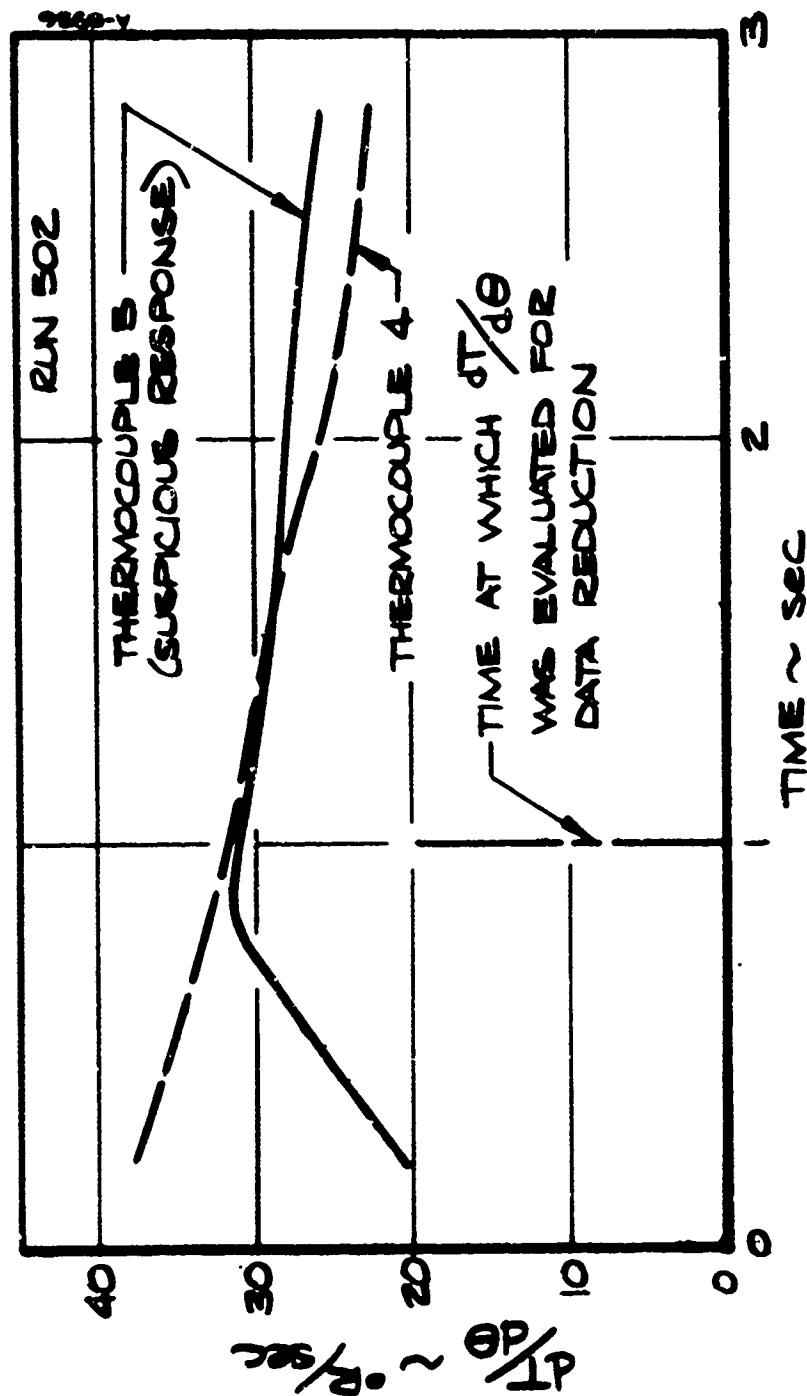 A-8986
RUN 502
THERMOCOUPLE 5
(SUSPICIOUS RESPONSE)
THERMOCOUPLE 4
TIME AT WHICH dT/dθ
WAS EVALUATED FOR
DATA REDUCTION
dT/dθ ~ °R/sec
40
30
20
10
0
0
2
3
TIME ~ sec